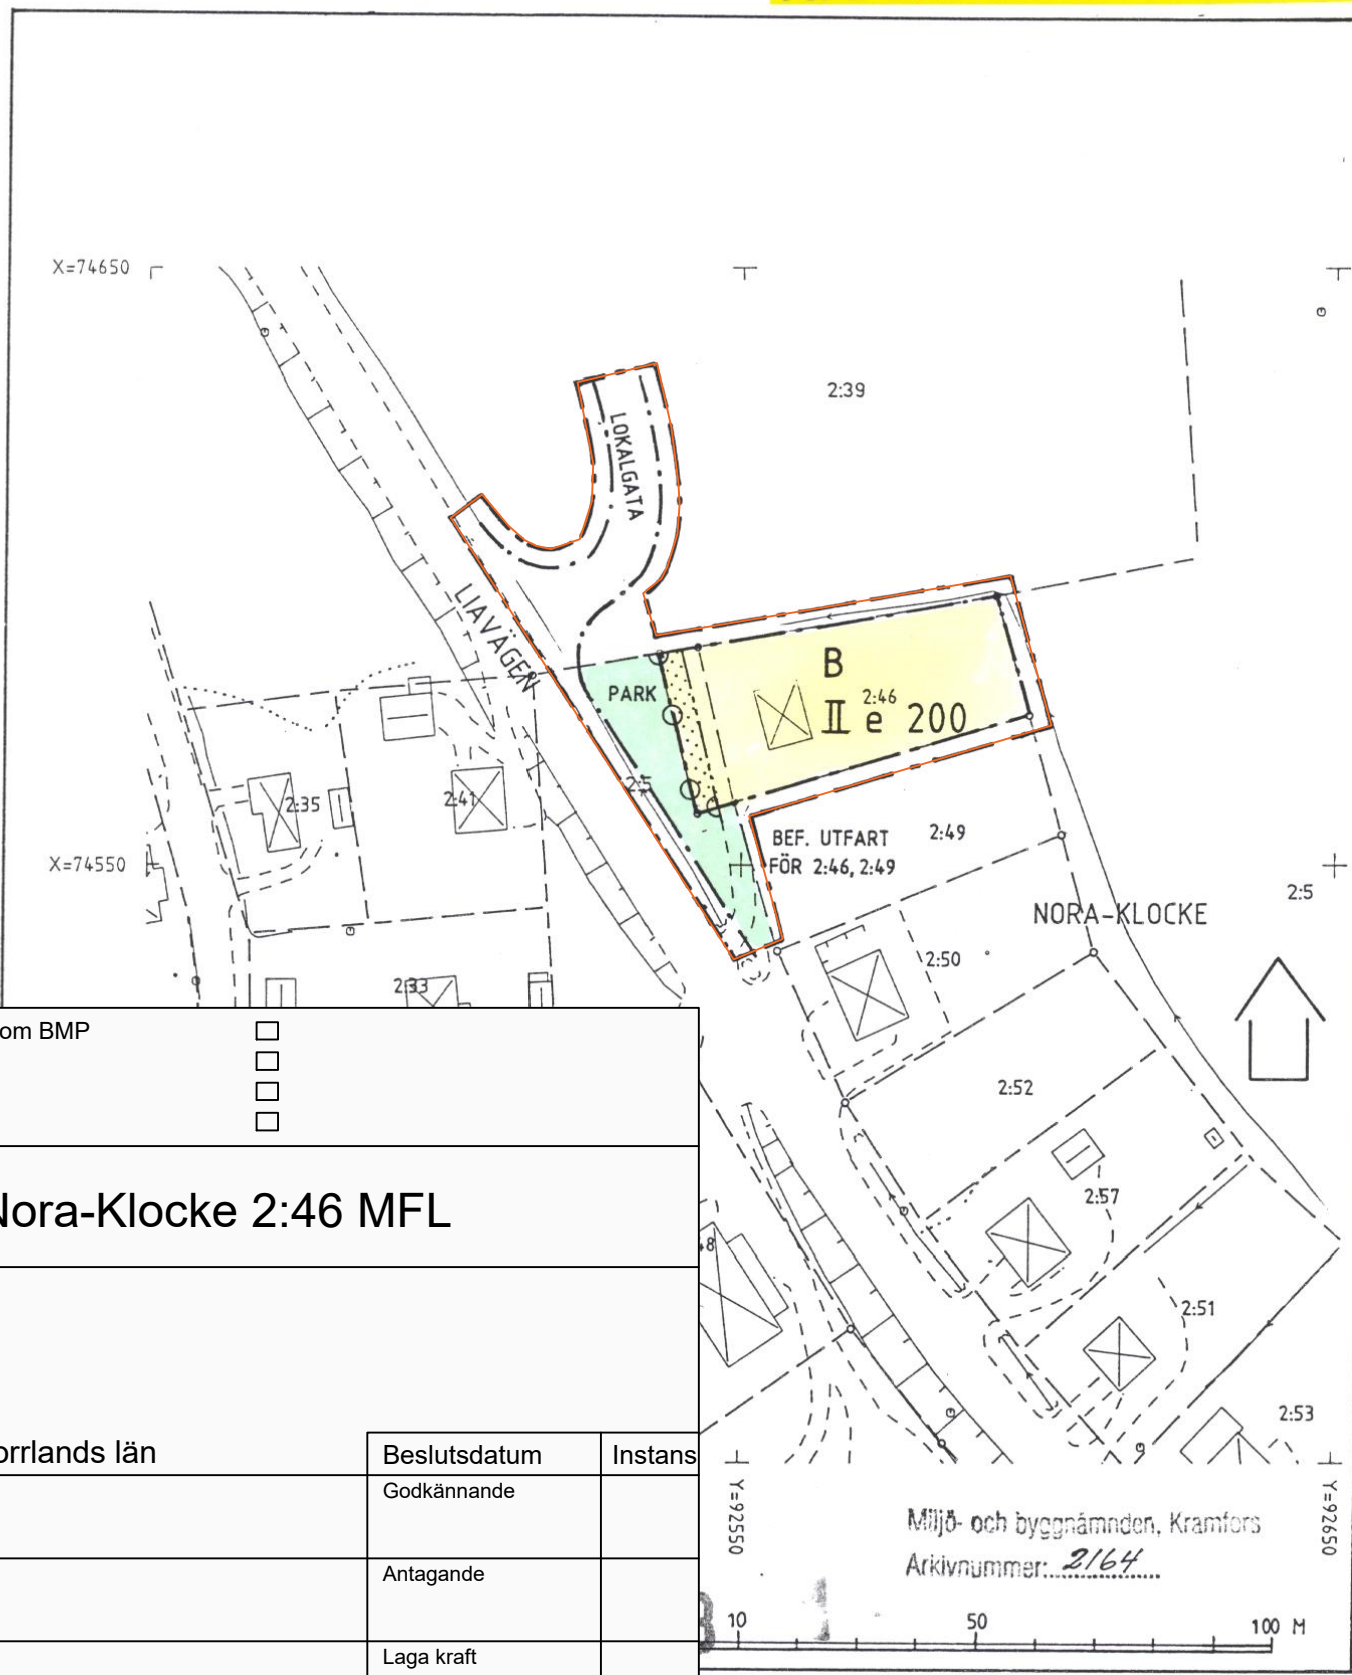 X=74650
2:39
LOKALGATA
LIAVÄGEN
PARK
B
2:46
II e 200
2:35
2:41
2:5
BEF. UTFART
FÖR 2:46, 2:49
2:49
X=74550
2:5
NORA-KLOCKE
2:50
2:33
om BMP
2:52
2:57
Nora-Klocke 2:46 MFL
48
2:51
2:53
orrlands län
Beslutsdatum
Instans
Godkännande
Antagande
Laga kraft
Y=92550
Y=92650
Miljö- och byggnämnden, Kramfors
Arkivnummer: 2164
10
50
100 M